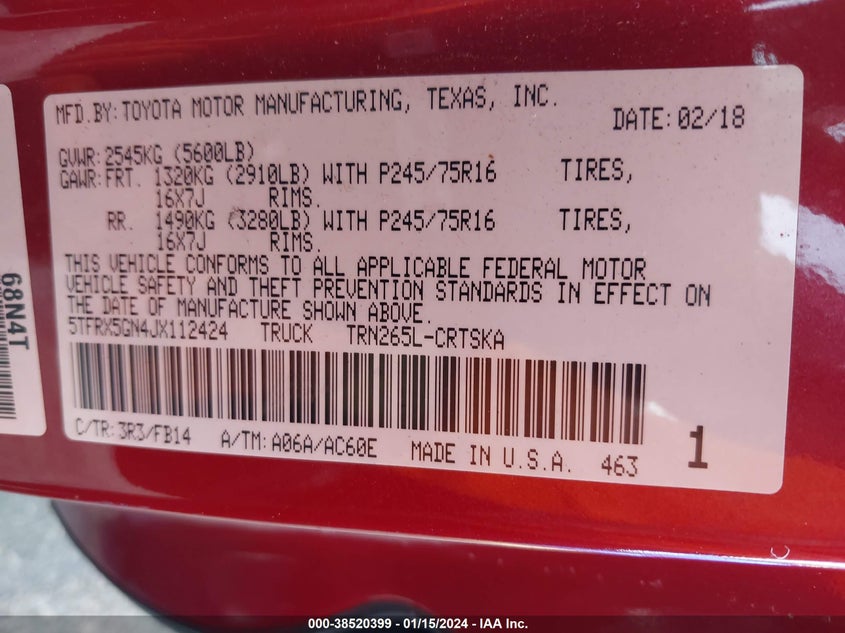 MFD.BY:TOYOTA MOTOR MANUFACTURING, TEXAS, INC.
DATE:02/18
GVWR:2545KG (5600LB)
GAWR:FRT. 1320KG (2910LB) WITH P245/75R16 TIRES,
16X7J RIMS.
RR. 1490KG (3280LB) WITH P245/75R16 TIRES,
16X7J RIMS.
THIS VEHICLE CONFORMS TO ALL APPLICABLE FEDERAL MOTOR
VEHICLE SAFETY AND THEFT PREVENTION STANDARDS IN EFFECT ON
THE DATE OF MANUFACTURE SHOWN ABOVE.
5TFRX5GN4JX112424 TRUCK TRN265L-CRTSKA
C/TR:3R3/FB14 A/TM:A06A/AC60E MADE IN U.S.A. 463 1
68N4T
000-38520399 - 01/15/2024 - IAA Inc.